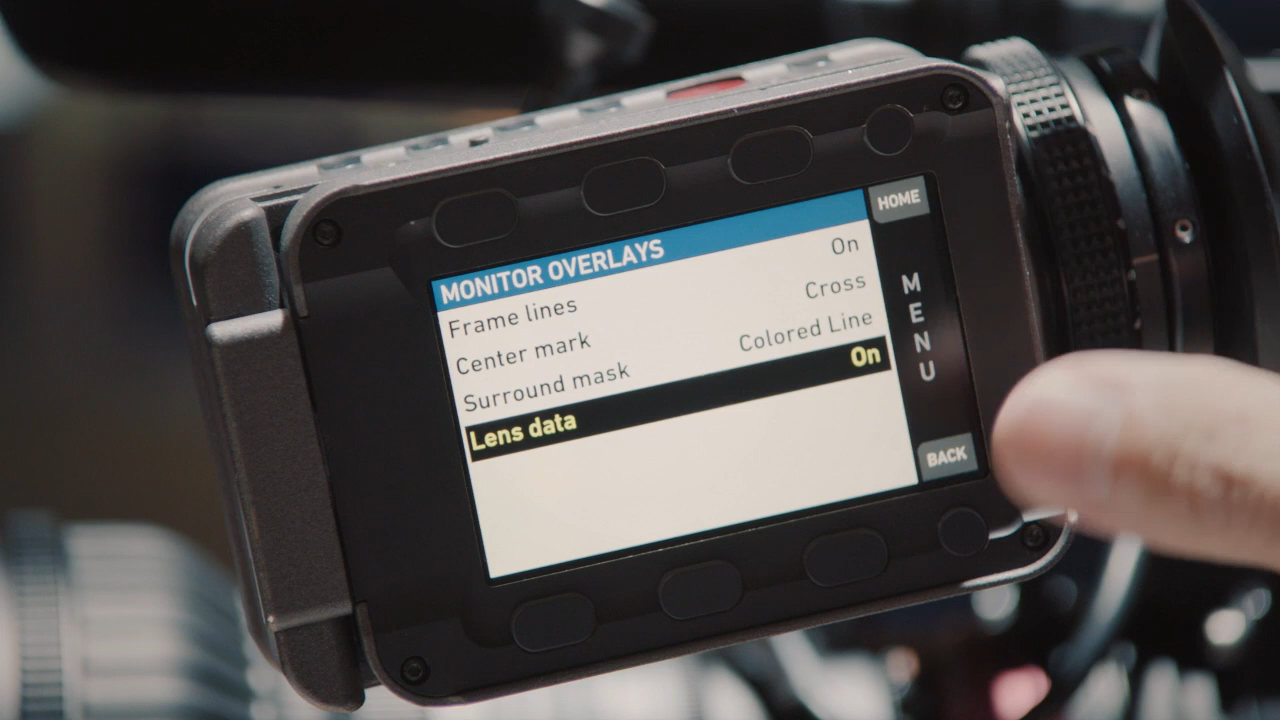 MONITOR OVERLAYS
Frame lines On
Center mark Cross
Surround mask Colored Line
Lens data On
HOME
MENU
BACK